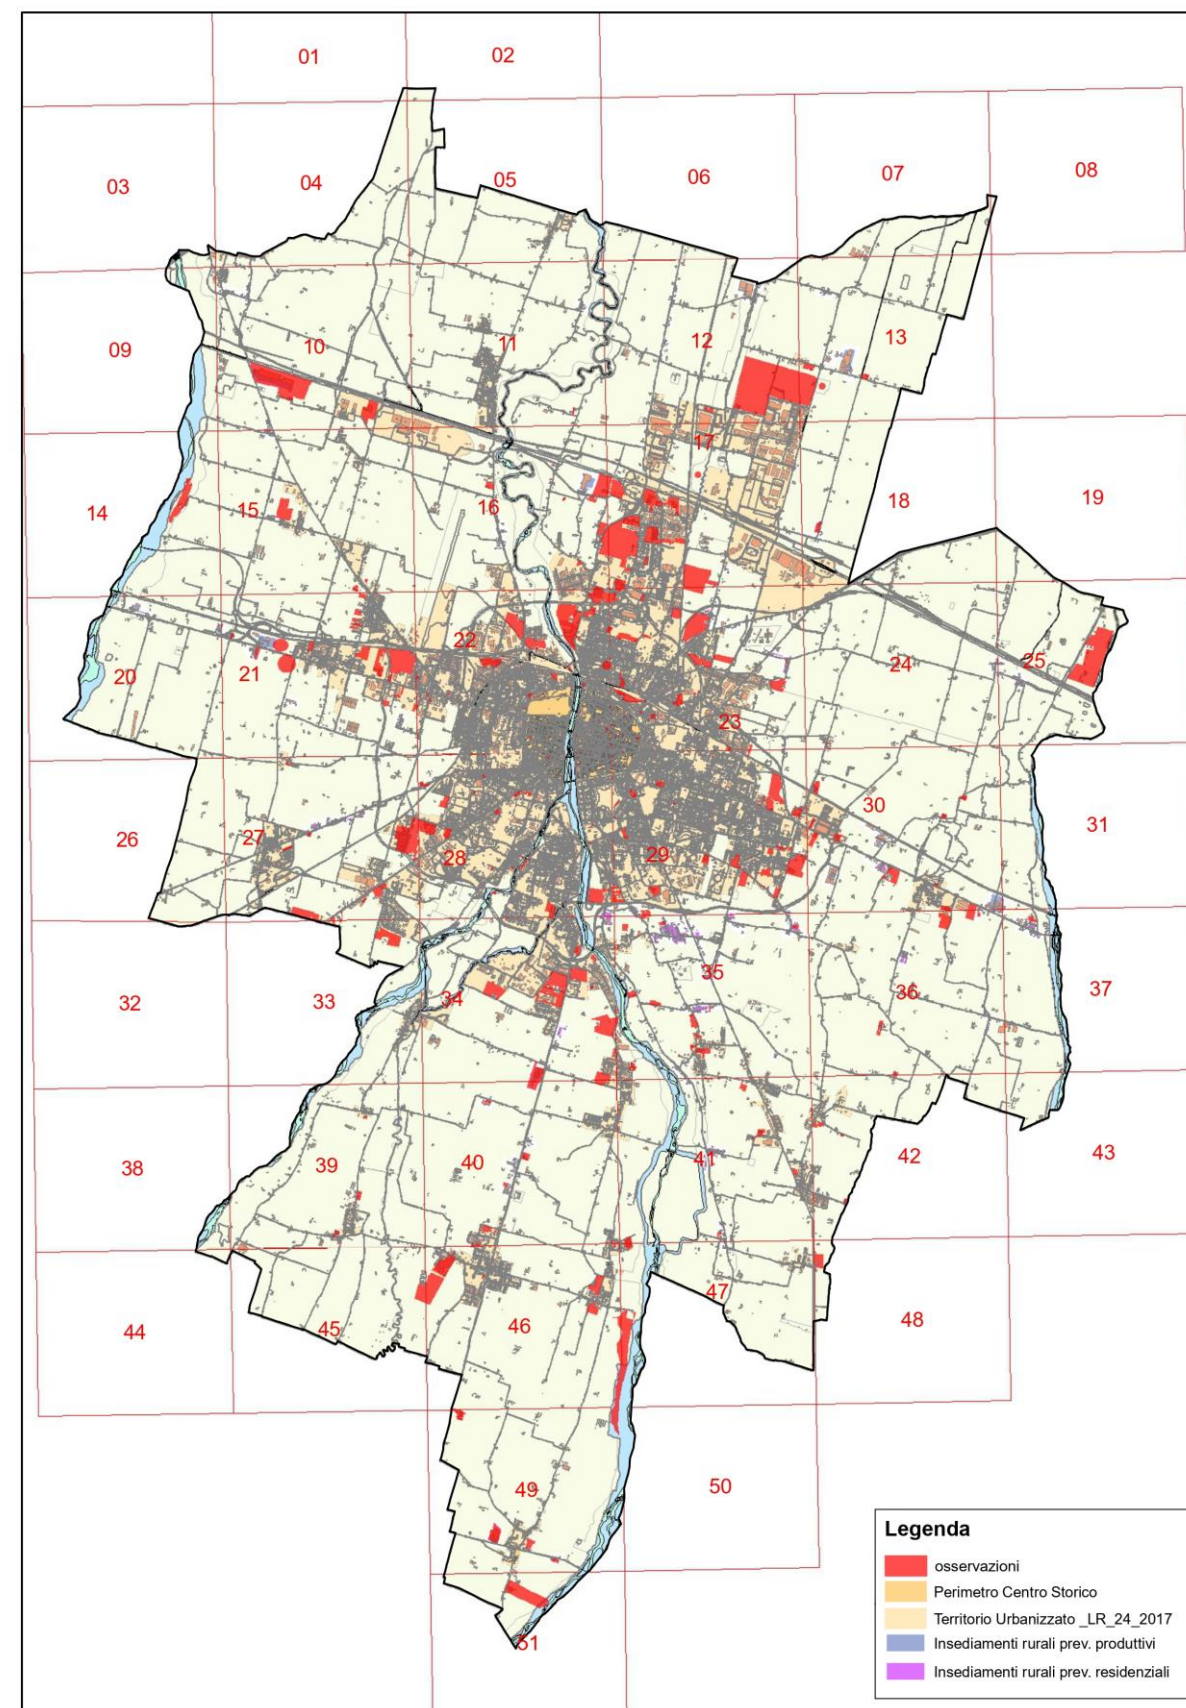 01 02
03 04 05 06 07 08
09 10 11 12 13
14 15 16 17 18 19
20 21 22 23 24 25
26 27 28 29 30 31
32 33 34 35 36 37
38 39 40 41 42 43
44 45 46 47 48
49 50
51
Legenda
osservazioni
Perimetro Centro Storico
Territorio Urbanizzato _LR_24_2017
Insediamenti rurali prev. produttivi
Insediamenti rurali prev. residenziali